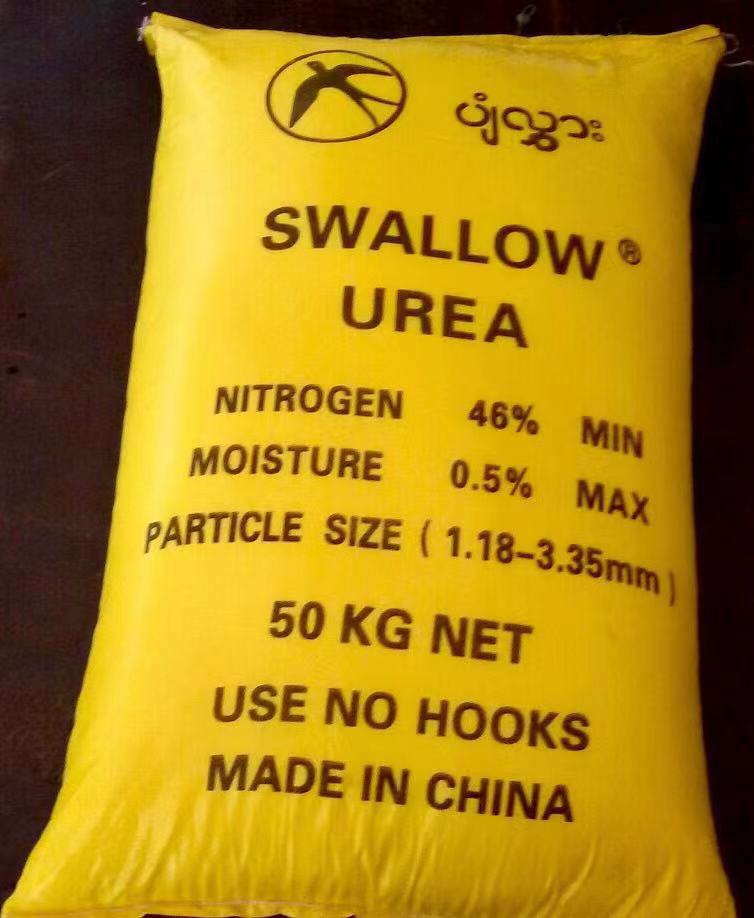 ပျံလွှား
SWALLOW ®
UREA
NITROGEN 46% MIN
MOISTURE 0.5% MAX
PARTICLE SIZE ( 1.18-3.35mm )
50 KG NET
USE NO HOOKS
MADE IN CHINA